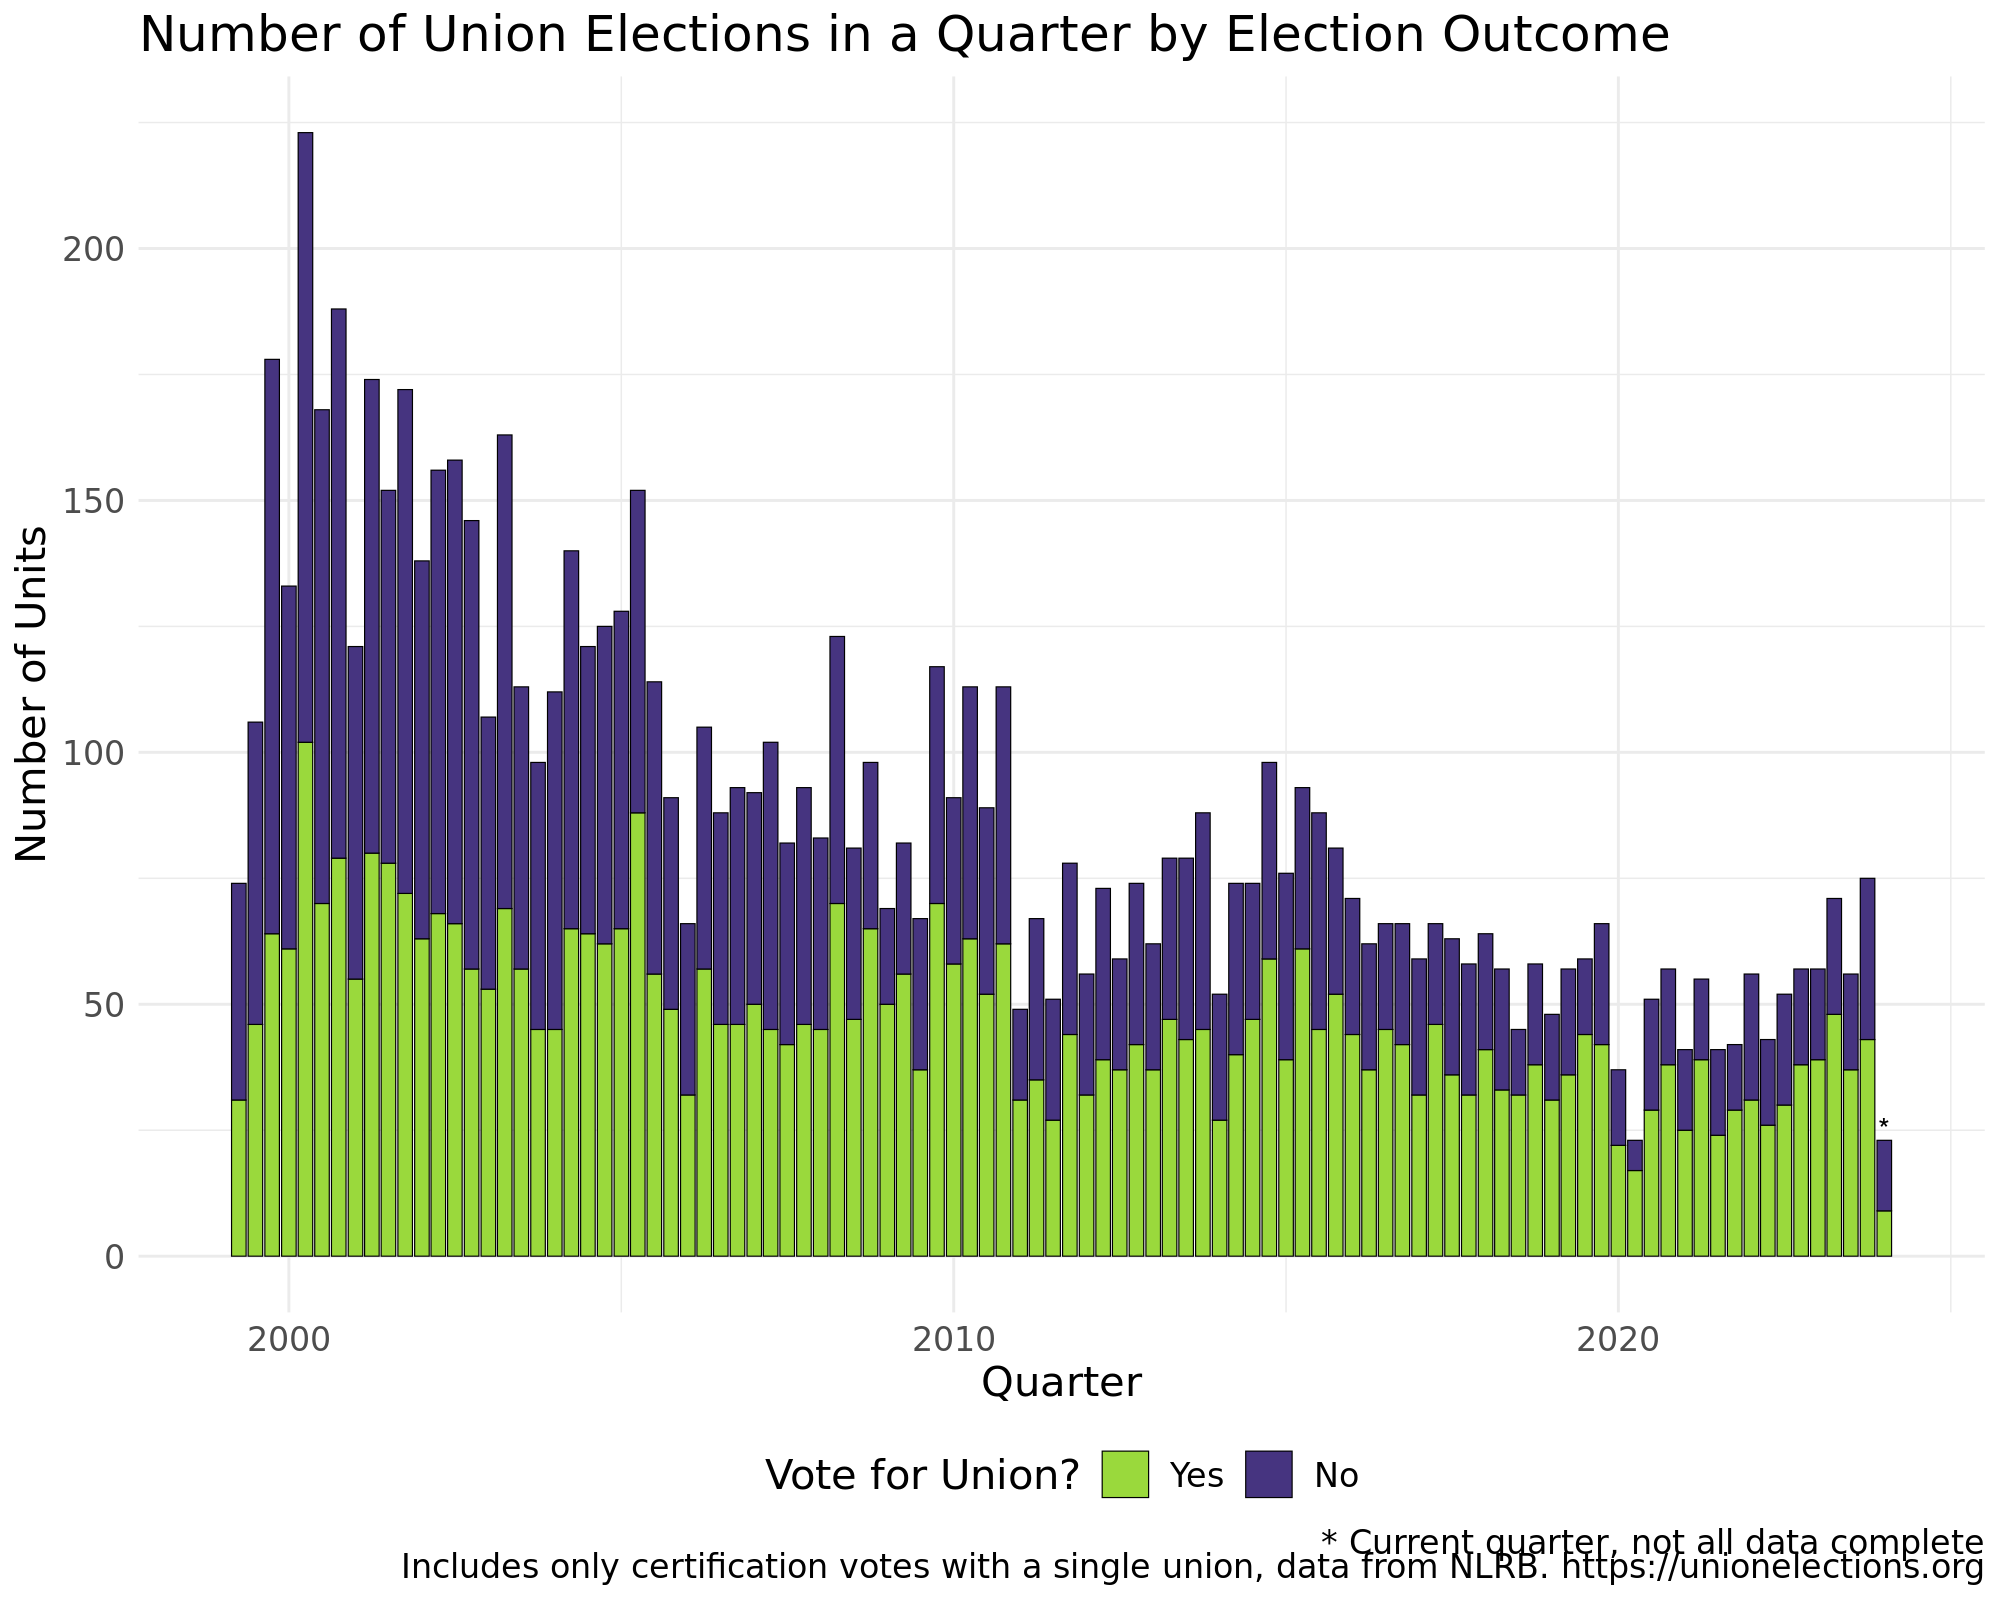 Number of Union Elections in a Quarter by Election Outcome
Number of Units
200
150
100
50
0
*
2000 2010 2020
Quarter
Vote for Union? Yes No
* Current quarter, not all data complete
Includes only certification votes with a single union, data from NLRB. https://unionelections.org